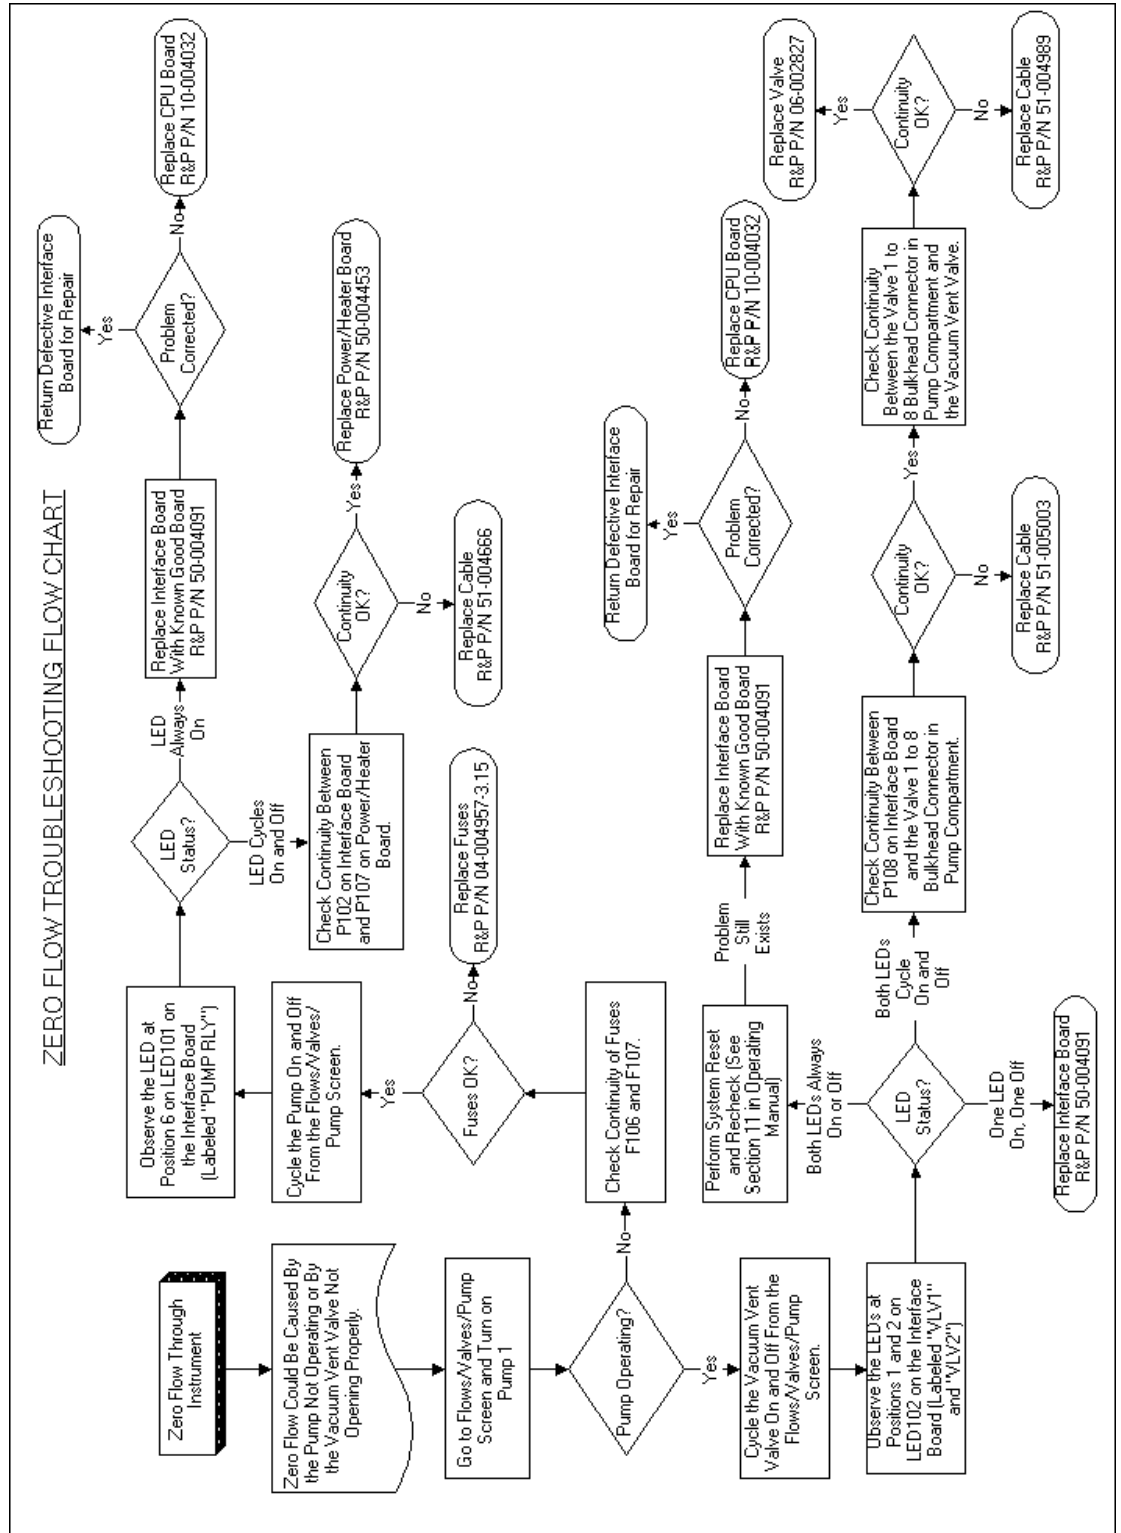 ZERO FLOW TROUBLESHOOTING FLOW CHART
Zero Flow Through
Instrument
Zero Flow Could Be Caused By
the Pump Not Operating or By
the Vacuum Vent Valve Not
Opening Properly.
Go to Flows/Valves/Pump
Screen and Turn on
Pump 1
Pump Operating?
No
Check Continuity of Fuses
F106 and F107.
Fuses OK?
No
Replace Fuses
R&P P/N 04-004957-3.15
Yes
Cycle the Pump On and Off
From the Flows/Valves/
Pump Screen.
Observe the LED at
Position 6 on LED101 on
the Interface Board
(Labeled "PUMP RLY")
LED
Status?
LED
Always
On
Replace Interface Board
With Known Good Board
R&P P/N 50-004091
Problem
Corrected?
Yes
Return Defective Interface
Board for Repair
No
Replace CPU Board
R&P P/N 10-004032
LED Cycles
On and Off
Check Continuity Between
P102 on Interface Board
and P107 on Power/Heater
Board.
Continuity
OK?
Yes
Replace Power/Heater Board
R&P P/N 50-004453
No
Replace Cable
R&P P/N 51-004666
Yes
Cycle the Vacuum Vent
Valve On and Off From the
Flows/Valves/Pump
Screen.
Observe the LEDs at
Positions 1 and 2 on
LED102 on the Interface
Board (Labeled "VLV1"
and "VLV2")
LED
Status?
Both LEDs Always
On or Off
Perform System Reset
and Recheck (See
Section 11 in Operating
Manual)
Problem
Still
Exists
Replace Interface Board
With Known Good Board
R&P P/N 50-004091
Problem
Corrected?
Yes
Return Defective Interface
Board for Repair
No
Replace CPU Board
R&P P/N 10-004032
One LED
On, One Off
Replace Interface Board
R&P P/N 50-004091
Both LEDs
Cycle
On and
Off
Check Continuity Between
P108 on Interface Board
and the Valve 1 to 8
Bulkhead Connector in
Pump Compartment.
Continuity
OK?
No
Replace Cable
R&P P/N 51-005003
Yes
Check Continuity
Between the Valve 1 to
8 Bulkhead Connector in
Pump Compartment and
the Vacuum Vent Valve.
Continuity
OK?
Yes
Replace Valve
R&P P/N 06-002827
No
Replace Cable
R&P P/N 51-004989